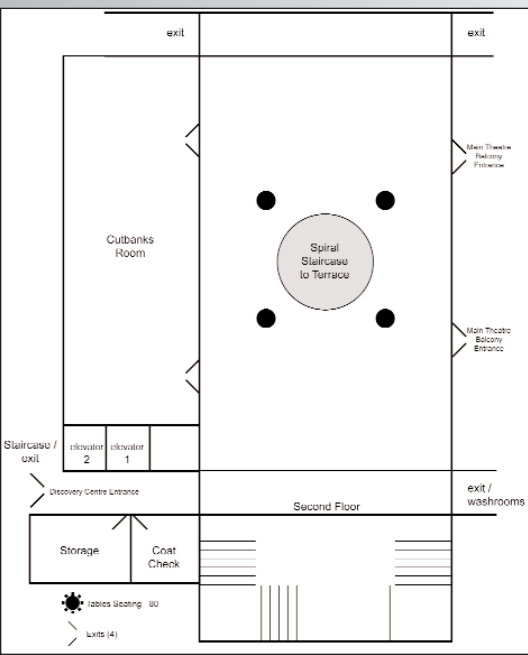 exit
exit
Main Theatre
Balcony
Entrance
Cutbanks
Room
Spiral
Staircase
to Terrace
Main Theatre
Balcony
Entrance
Staircase /
exit
elevator
2
elevator
1
Discovery Centre Entrance
exit /
washrooms
Second Floor
Storage
Coat
Check
Tables Seating 80
Exits (4)